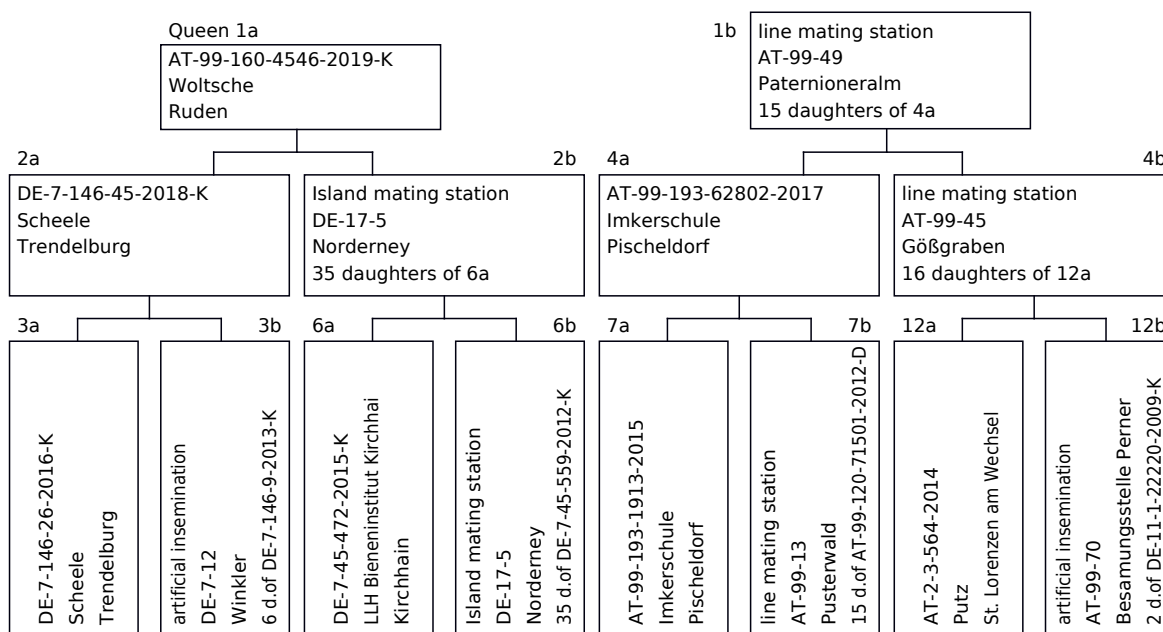 Queen 1a
AT-99-160-4546-2019-K
Woltsche
Ruden
1b
line mating station
AT-99-49
Paternioneralm
15 daughters of 4a
2a
DE-7-146-45-2018-K
Scheele
Trendelburg
2b
Island mating station
DE-17-5
Norderney
35 daughters of 6a
4a
AT-99-193-62802-2017
Imkerschule
Pischeldorf
4b
line mating station
AT-99-45
Gößgraben
16 daughters of 12a
3a
DE-7-146-26-2016-K
Scheele
Trendelburg
3b
artificial insemination
DE-7-12
Winkler
6 d.of DE-7-146-9-2013-K
6a
DE-7-45-472-2015-K
LLH Bieneninstitut Kirchhai
Kirchhain
6b
Island mating station
DE-17-5
Norderney
35 d.of DE-7-45-559-2012-K
7a
AT-99-193-1913-2015
Imkerschule
Pischeldorf
7b
line mating station
AT-99-13
Pusterwald
15 d.of AT-99-120-71501-2012-D
12a
AT-2-3-564-2014
Putz
St. Lorenzen am Wechsel
12b
artificial insemination
AT-99-70
Besamungsstelle Perner
2 d.of DE-11-1-22220-2009-K